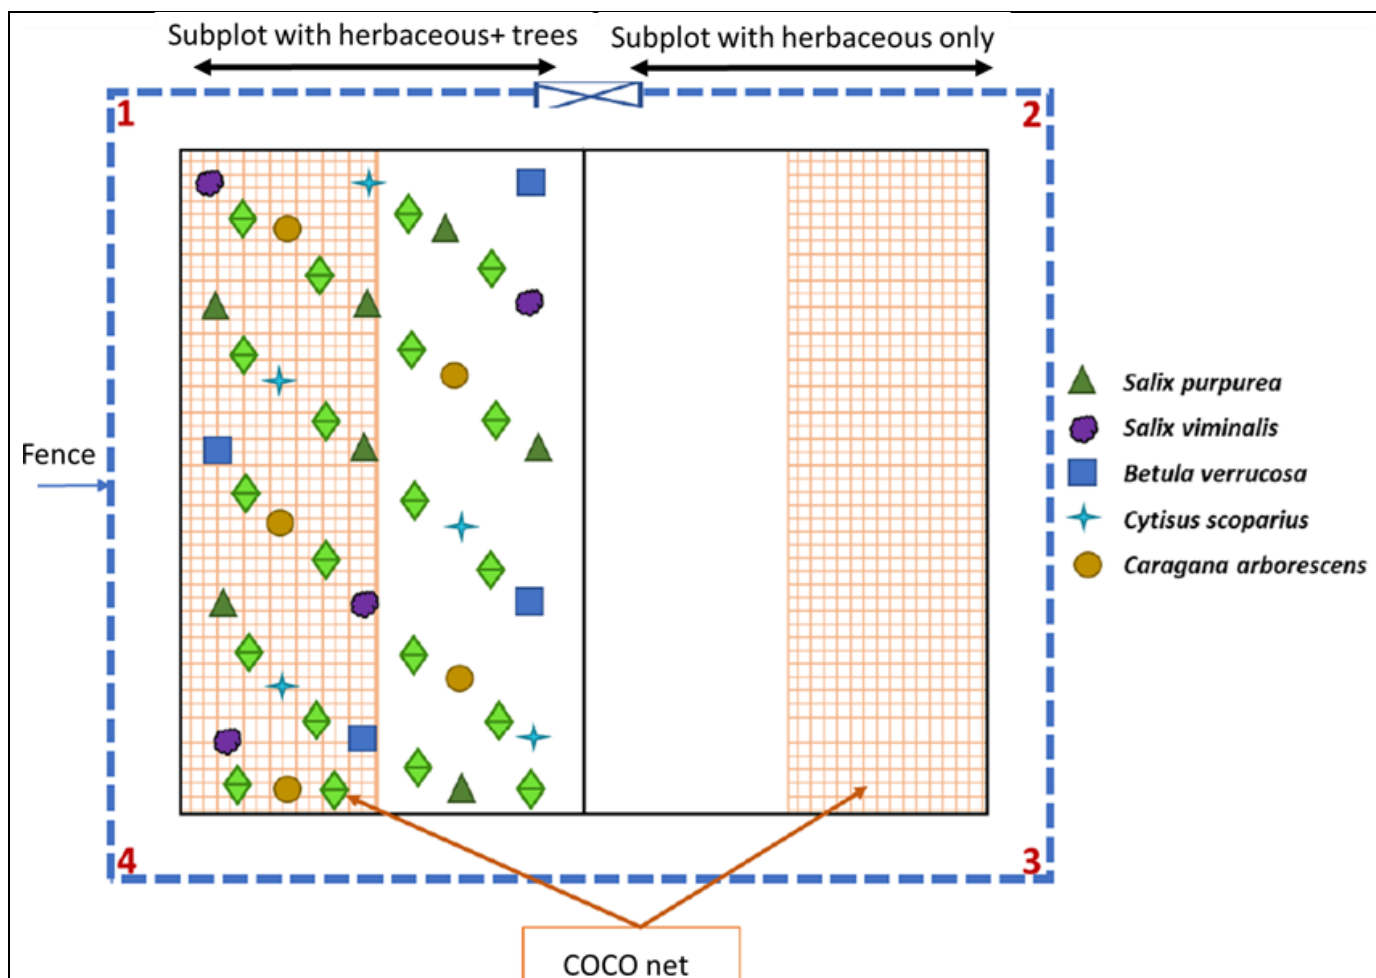 Subplot with herbaceous+ trees
Subplot with herbaceous only
1
2
Fence
Salix purpurea
Salix viminalis
Betula verrucosa
Cytisus scoparius
Caragana arborescens
4
3
COCO net